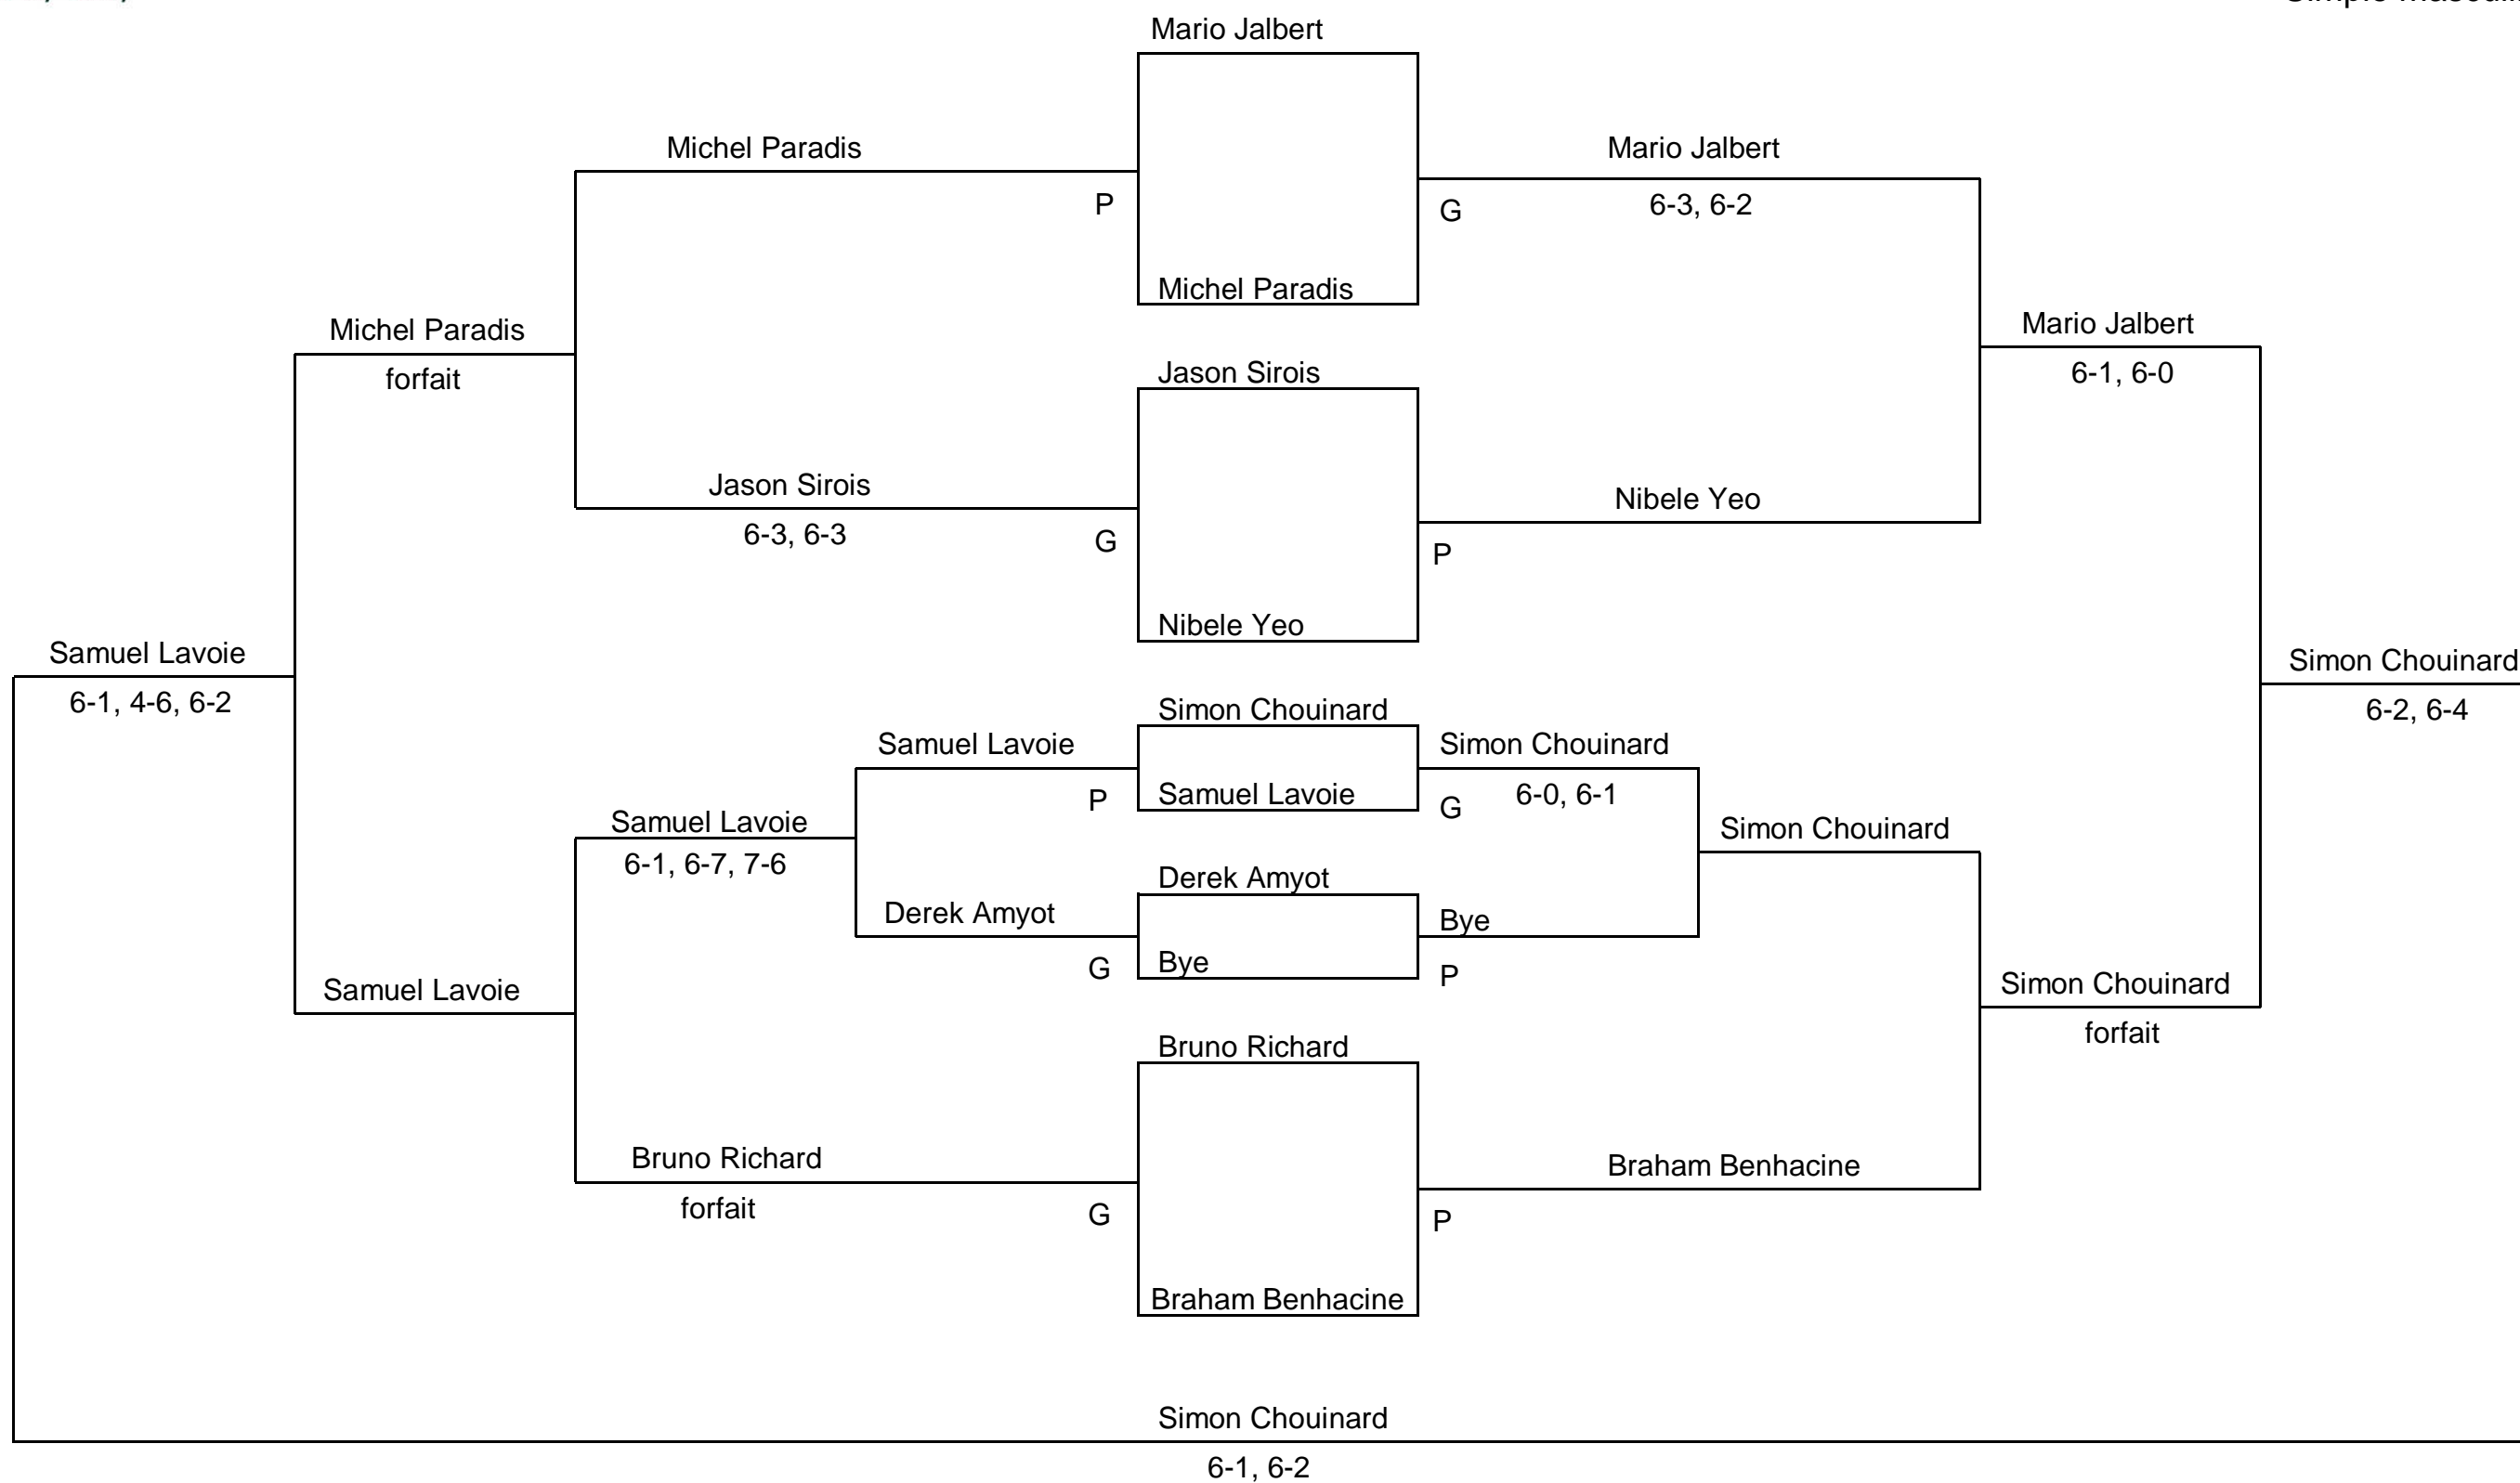 Mario Jalbert
Michel Paradis
Mario Jalbert
P
G
6-3, 6-2
Michel Paradis
Michel Paradis
Mario Jalbert
forfait
Jason Sirois
6-1, 6-0
Jason Sirois
Nibele Yeo
6-3, 6-3
G
P
Nibele Yeo
Samuel Lavoie
Simon Chouinard
6-1, 4-6, 6-2
Simon Chouinard
6-2, 6-4
Samuel Lavoie
Simon Chouinard
P
Samuel Lavoie
G
6-0, 6-1
Samuel Lavoie
Simon Chouinard
6-1, 6-7, 7-6
Derek Amyot
Derek Amyot
Bye
G
Bye
P
Samuel Lavoie
Simon Chouinard
forfait
Bruno Richard
Bruno Richard
Braham Benhacine
forfait
G
P
Braham Benhacine
Simon Chouinard
6-1, 6-2